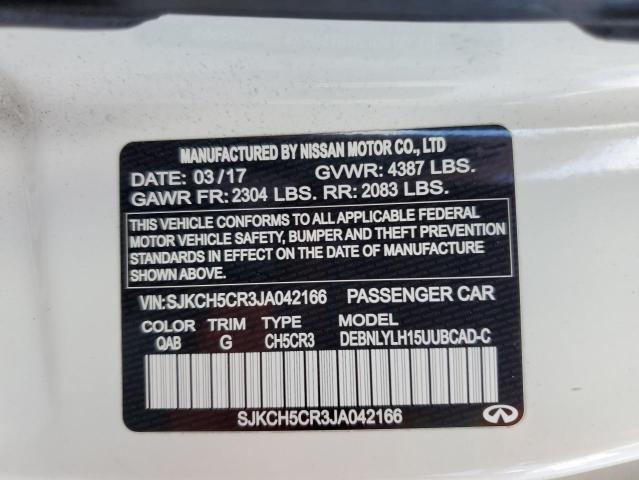 MANUFACTURED BY NISSAN MOTOR CO., LTD
DATE: 03/17 GVWR: 4387 LBS.
GAWR FR: 2304 LBS. RR: 2083 LBS.
THIS VEHICLE CONFORMS TO ALL APPLICABLE FEDERAL
MOTOR VEHICLE SAFETY, BUMPER AND THEFT PREVENTION
STANDARDS IN EFFECT ON THE DATE OF MANUFACTURE
SHOWN ABOVE.
VIN:SJKCH5CR3JA042166 PASSENGER CAR
COLOR TRIM TYPE
QAB G CH5CR3 DEBNLYLH15UUBCAD-C
SJKCH5CR3JA042166